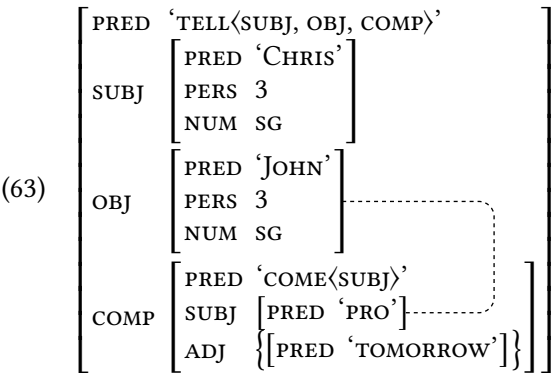 PRED ‘TELL⟨SUBJ, OBJ, COMP⟩’
SUBJ
PRED ‘CHRIS’
PERS 3
NUM SG
(63)
OBJ
PRED ‘JOHN’
PERS 3
NUM SG
COMP
PRED ‘COME⟨SUBJ⟩’
SUBJ [PRED ‘PRO’]
ADJ {[PRED ‘TOMORROW’]}